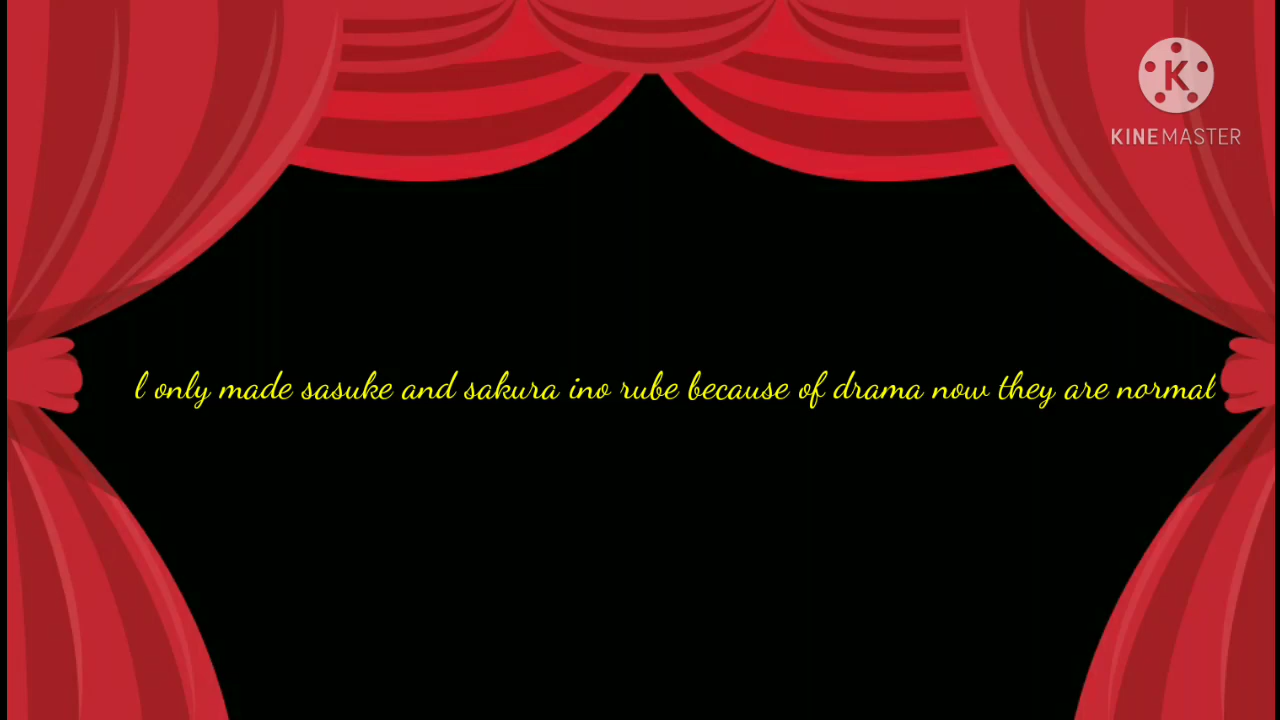 K
KINEMASTER
l only made sasuke and sakura ino rube because of drama now they are normal